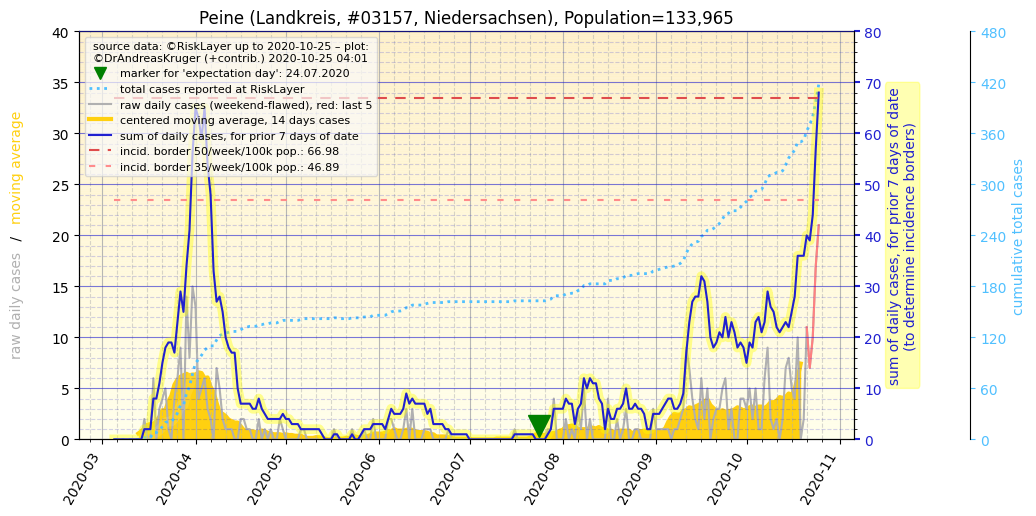 Peine (Landkreis, #03157, Niedersachsen), Population=133,965
source data: ©RiskLayer up to 2020-10-25 – plot:
©DrAndreasKruger (+contrib.) 2020-10-25 04:01
marker for 'expectation day': 24.07.2020
total cases reported at RiskLayer
raw daily cases (weekend-flawed), red: last 5
centered moving average, 14 days cases
sum of daily cases, for prior 7 days of date
incid. border 50/week/100k pop.: 66.98
incid. border 35/week/100k pop.: 46.89
raw daily cases / moving average
40
35
30
25
20
15
10
5
0
80
70
60
50
40
30
20
10
0
sum of daily cases, for prior 7 days of date
(to determine incidence borders)
480
420
360
300
240
180
120
60
0
cumulative total cases
2020-03
2020-04
2020-05
2020-06
2020-07
2020-08
2020-09
2020-10
2020-11